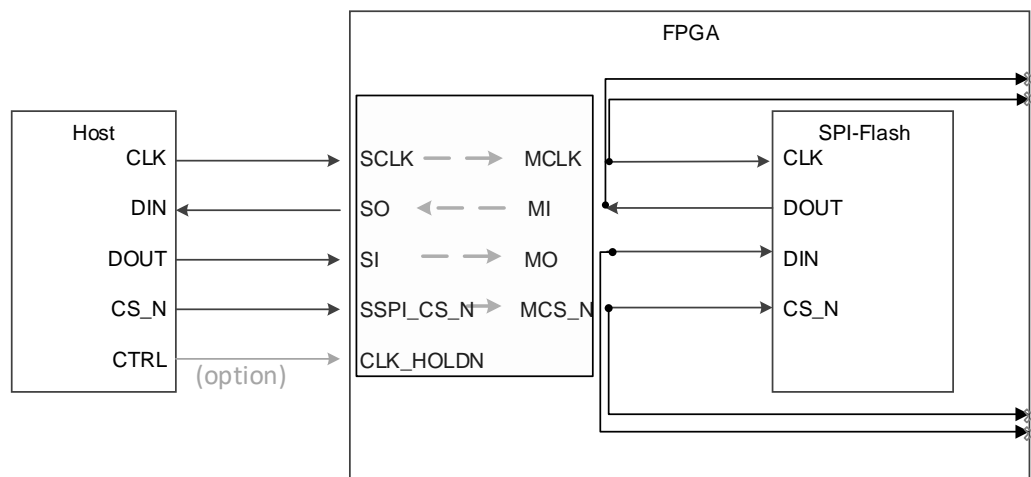 FPGA
Host
SPI-Flash
CLK
SCLK
MCLK
CLK
DIN
SO
MI
DOUT
DOUT
SI
MO
DIN
CS_N
SSPI_CS_N
MCS_N
CS_N
CTRL
(option)
CLK_HOLDN